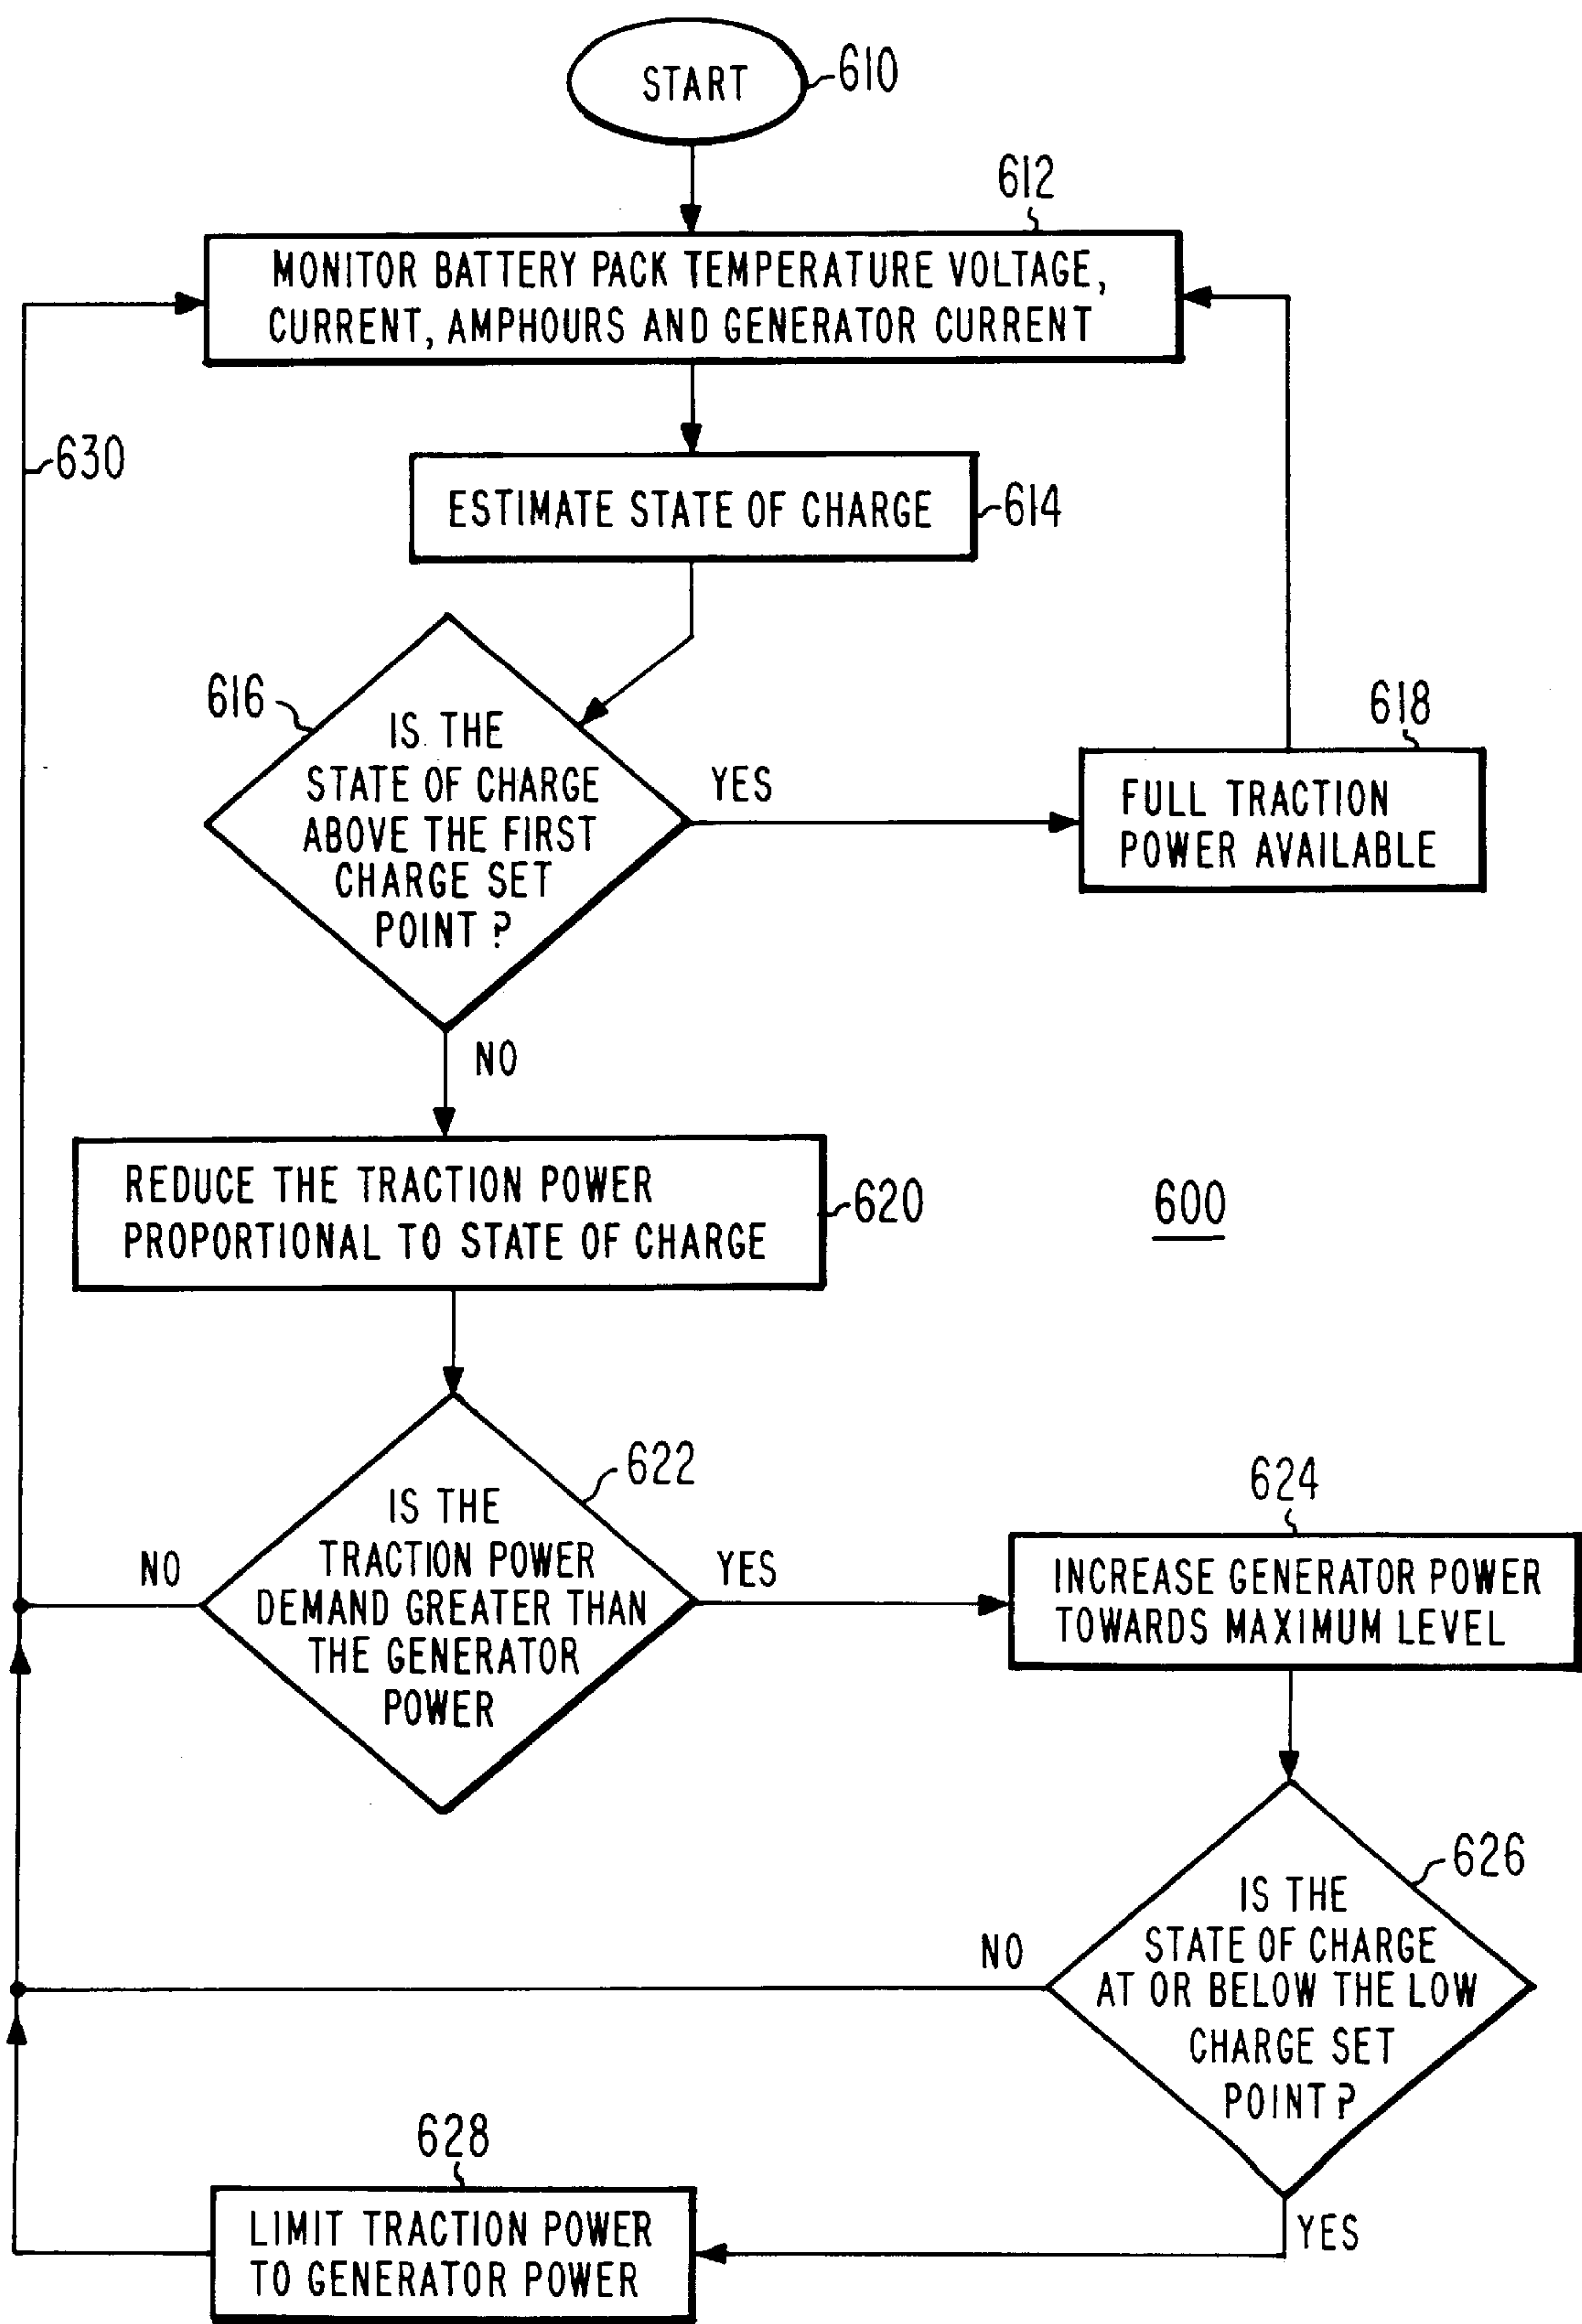 START
610
612
MONITOR BATTERY PACK TEMPERATURE VOLTAGE,
CURRENT, AMPHOURS AND GENERATOR CURRENT
630
ESTIMATE STATE OF CHARGE
614
616
IS THE
STATE OF CHARGE
ABOVE THE FIRST
CHARGE SET
POINT?
YES
618
FULL TRACTION
POWER AVAILABLE
NO
REDUCE THE TRACTION POWER
PROPORTIONAL TO STATE OF CHARGE
620
600
622
IS THE
TRACTION POWER
DEMAND GREATER THAN
THE GENERATOR
POWER
NO
YES
624
INCREASE GENERATOR POWER
TOWARDS MAXIMUM LEVEL
626
IS THE
STATE OF CHARGE
AT OR BELOW THE LOW
CHARGE SET
POINT?
NO
YES
628
LIMIT TRACTION POWER
TO GENERATOR POWER